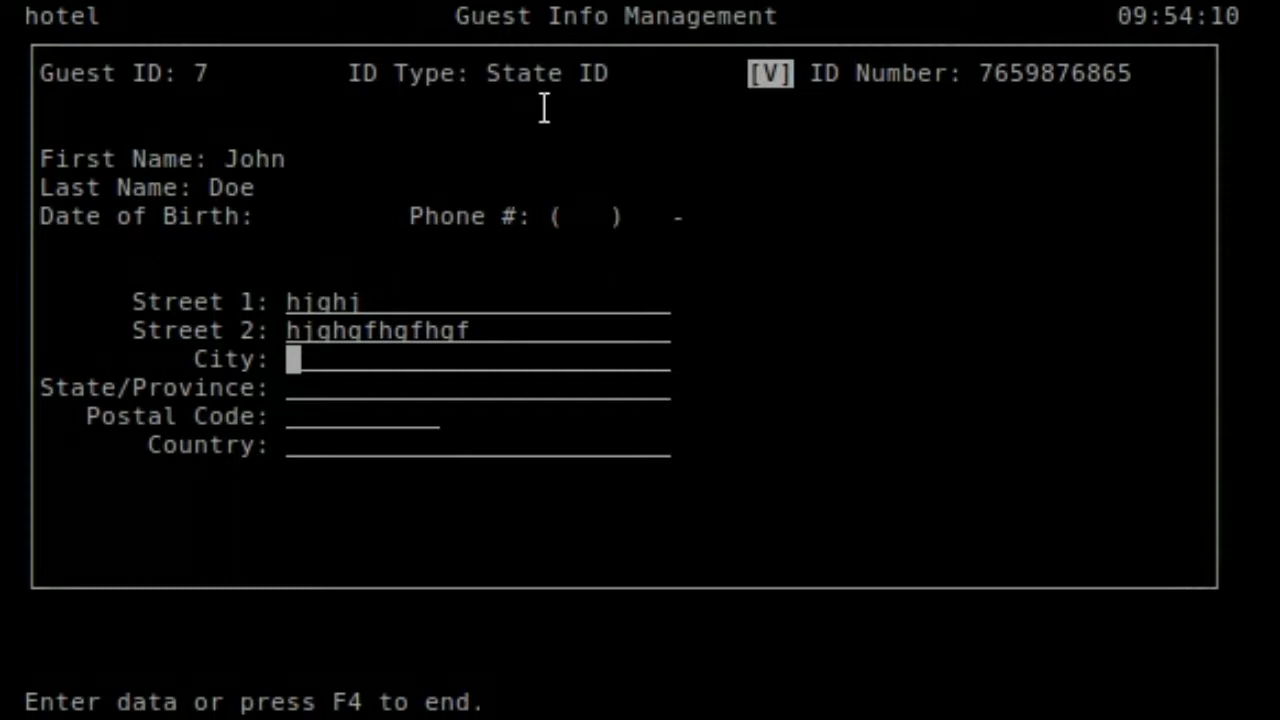 hotel Guest Info Management 09:54:10
Guest ID: 7 ID Type: State ID [V] ID Number: 7659876865
First Name: John
Last Name: Doe
Date of Birth: Phone #: ( ) -
Street 1: hjghj
Street 2: hjghgfhgfhgf
City:
State/Province:
Postal Code:
Country:
Enter data or press F4 to end.